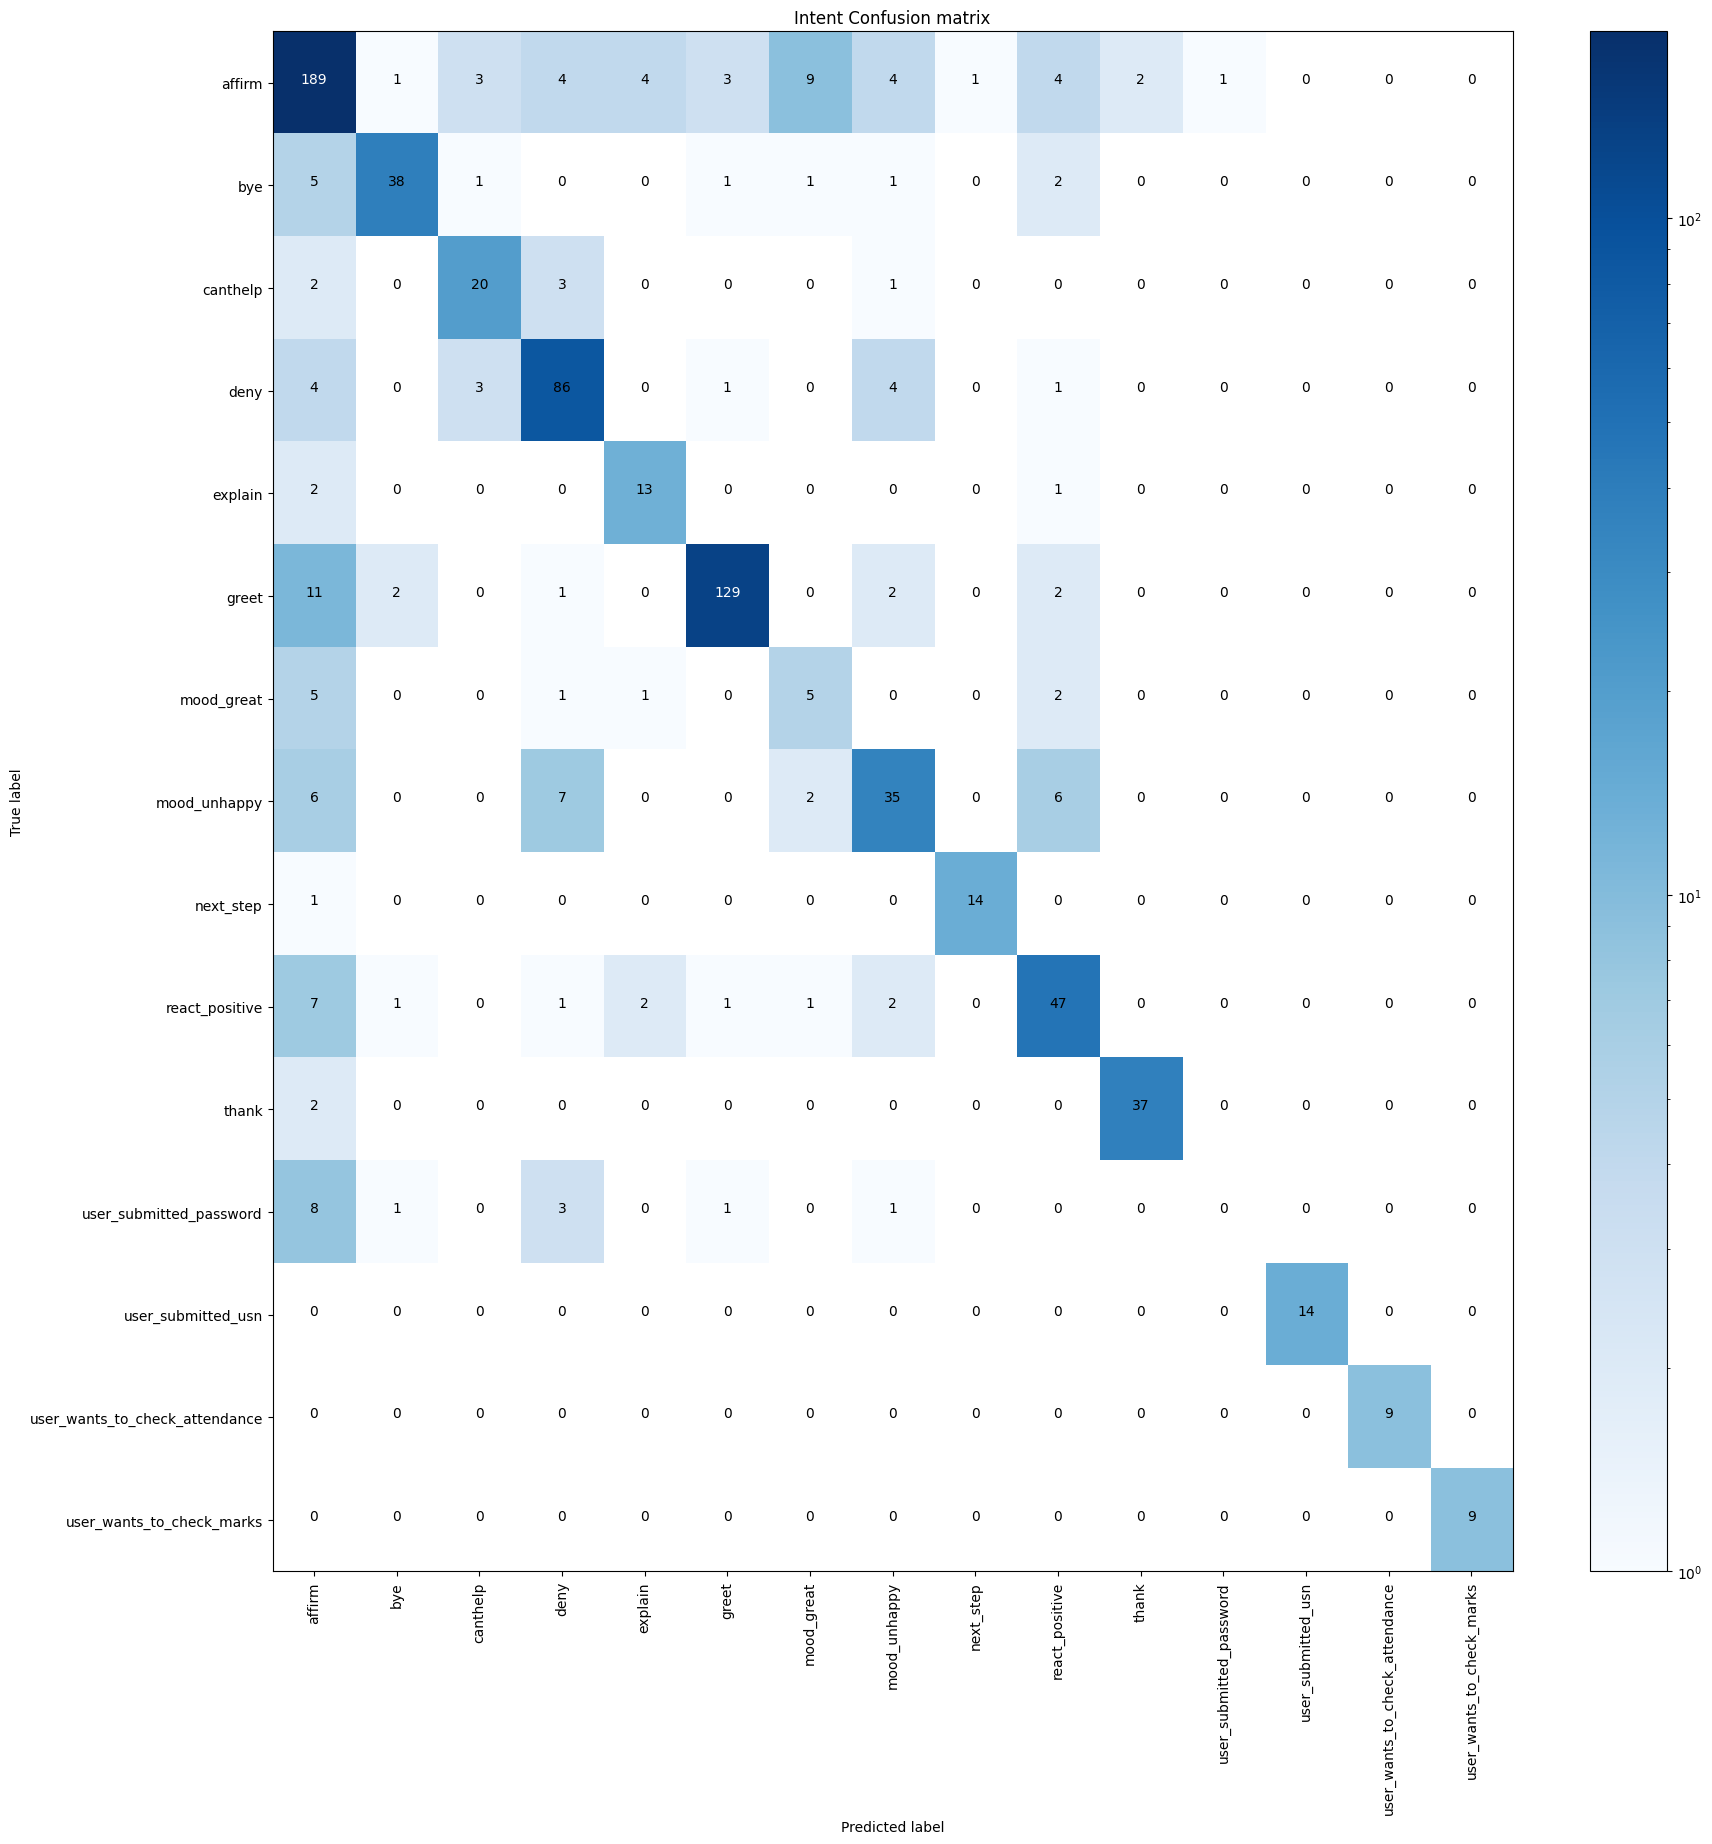 Intent Confusion matrix
affirm 189 1 3 4 4 3 9 4 1 4 2 1 0 0 0
bye 5 38 1 0 0 1 1 1 0 2 0 0 0 0 0
10²
canthelp 2 0 20 3 0 0 0 1 0 0 0 0 0 0 0
deny 4 0 3 86 0 1 0 4 0 1 0 0 0 0 0
explain 2 0 0 0 13 0 0 0 0 1 0 0 0 0 0
greet 11 2 0 1 0 129 0 2 0 2 0 0 0 0 0
mood_great 5 0 0 1 1 0 5 0 0 2 0 0 0 0 0
True label
mood_unhappy 6 0 0 7 0 0 2 35 0 6 0 0 0 0 0
next_step 1 0 0 0 0 0 0 0 14 0 0 0 0 0 0
10¹
react_positive 7 1 0 1 2 1 1 2 0 47 0 0 0 0 0
thank 2 0 0 0 0 0 0 0 0 0 37 0 0 0 0
user_submitted_password 8 1 0 3 0 1 0 1 0 0 0 0 0 0 0
user_submitted_usn 0 0 0 0 0 0 0 0 0 0 0 0 14 0 0
user_wants_to_check_attendance 0 0 0 0 0 0 0 0 0 0 0 0 0 9 0
user_wants_to_check_marks 0 0 0 0 0 0 0 0 0 0 0 0 0 0 9
10⁰
affirm
bye
canthelp
deny
explain
greet
mood_great
mood_unhappy
next_step
react_positive
thank
user_submitted_password
user_submitted_usn
user_wants_to_check_attendance
user_wants_to_check_marks
Predicted label